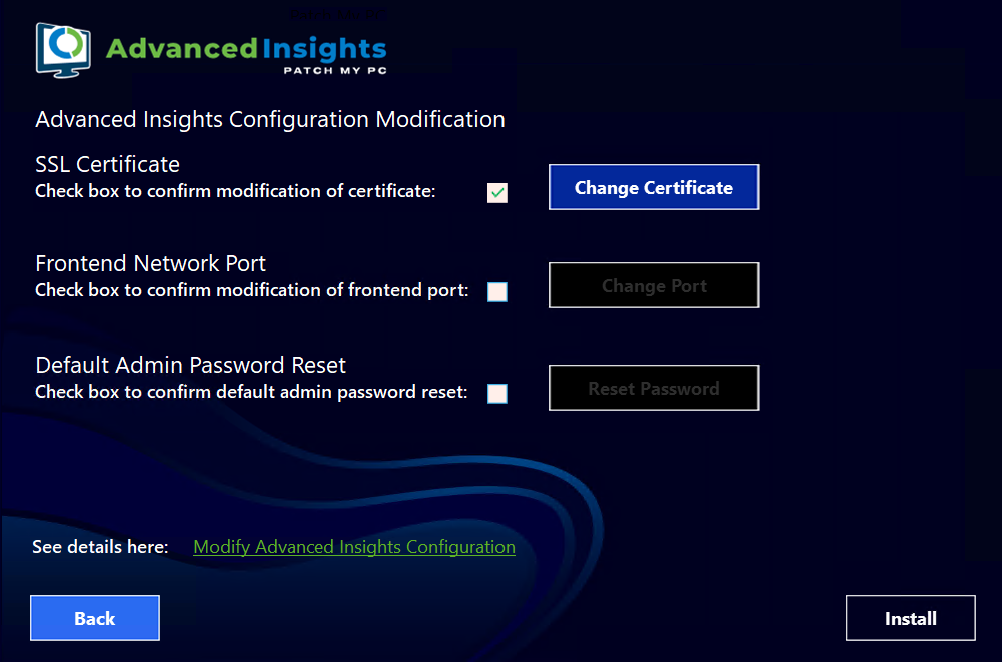 Advanced Insights
PATCH MY PC
Advanced Insights Configuration Modification
SSL Certificate
Check box to confirm modification of certificate:
Change Certificate
Frontend Network Port
Check box to confirm modification of frontend port:
Change Port
Default Admin Password Reset
Check box to confirm default admin password reset:
Reset Password
See details here: Modify Advanced Insights Configuration
Back
Install